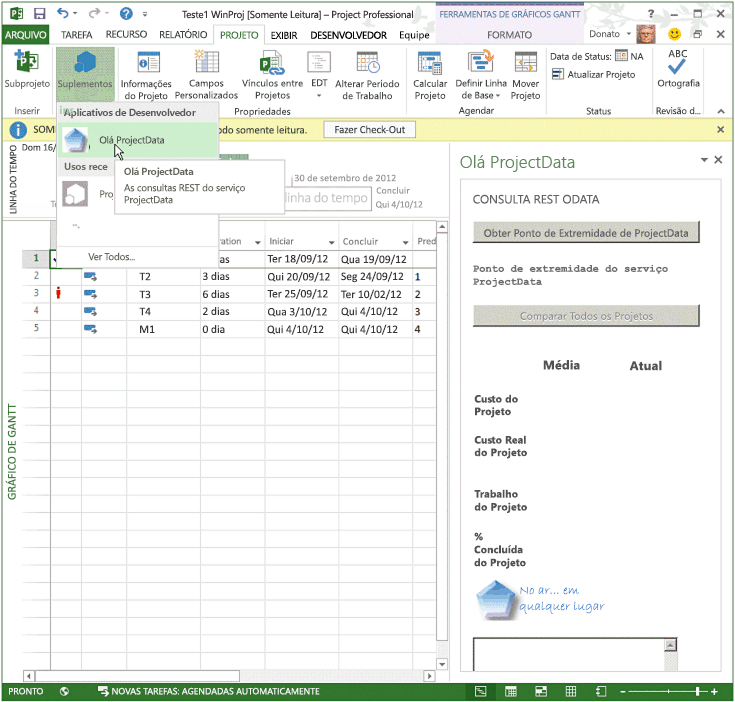 Teste1 WinProj [Somente Leitura] – Project Professional
FERRAMENTAS DE GRÁFICOS GANTT
ARQUIVO TAREFA RECURSO RELATÓRIO PROJETO EXIBIR DESENVOLVEDOR Equipe FORMATO Donato
Subprojeto
Suplementos
Informações do Projeto
Campos Personalizados
Vínculos entre Projetos
EDT
Alterar Período de Trabalho
Calcular Projeto
Definir Linha de Base
Mover Projeto
Data de Status: NA
Atualizar Projeto
ABC
Ortografia
Inserir
Propriedades
Agendar
Status
Revisão d...
Aplicativos de Desenvolvedor
Olá ProjectData
Usos rece
Ver Todos...
Olá ProjectData
As consultas REST do serviço
ProjectData
do somente leitura.
Fazer Check-Out
LINHA DO TEMPO
Dom 16/
30 de setembro de 2012
linha do tempo
Concluir
Qui 4/10/12
ration Iniciar Concluir Pred
1 Ter 18/09/12 Qua 19/09/12
2 T2 3 dias Qui 20/09/12 Seg 24/09/12 1
3 T3 6 dias Ter 25/09/12 Ter 10/02/12 2
4 T4 2 dias Qua 3/10/12 Qui 4/10/12 3
5 M1 0 dia Qui 4/10/12 Qui 4/10/12 4
GRÁFICO DE GANTT
Olá ProjectData
CONSULTA REST ODATA
Obter Ponto de Extremidade de ProjectData
Ponto de extremidade do serviço
ProjectData
Comparar Todos os Projetos
Média Atual
Custo do
Projeto
Custo Real
do Projeto
Trabalho
do Projeto
%
Concluída
do Projeto
No ar... em
qualquer lugar
PRONTO NOVAS TAREFAS: AGENDADAS AUTOMATICAMENTE